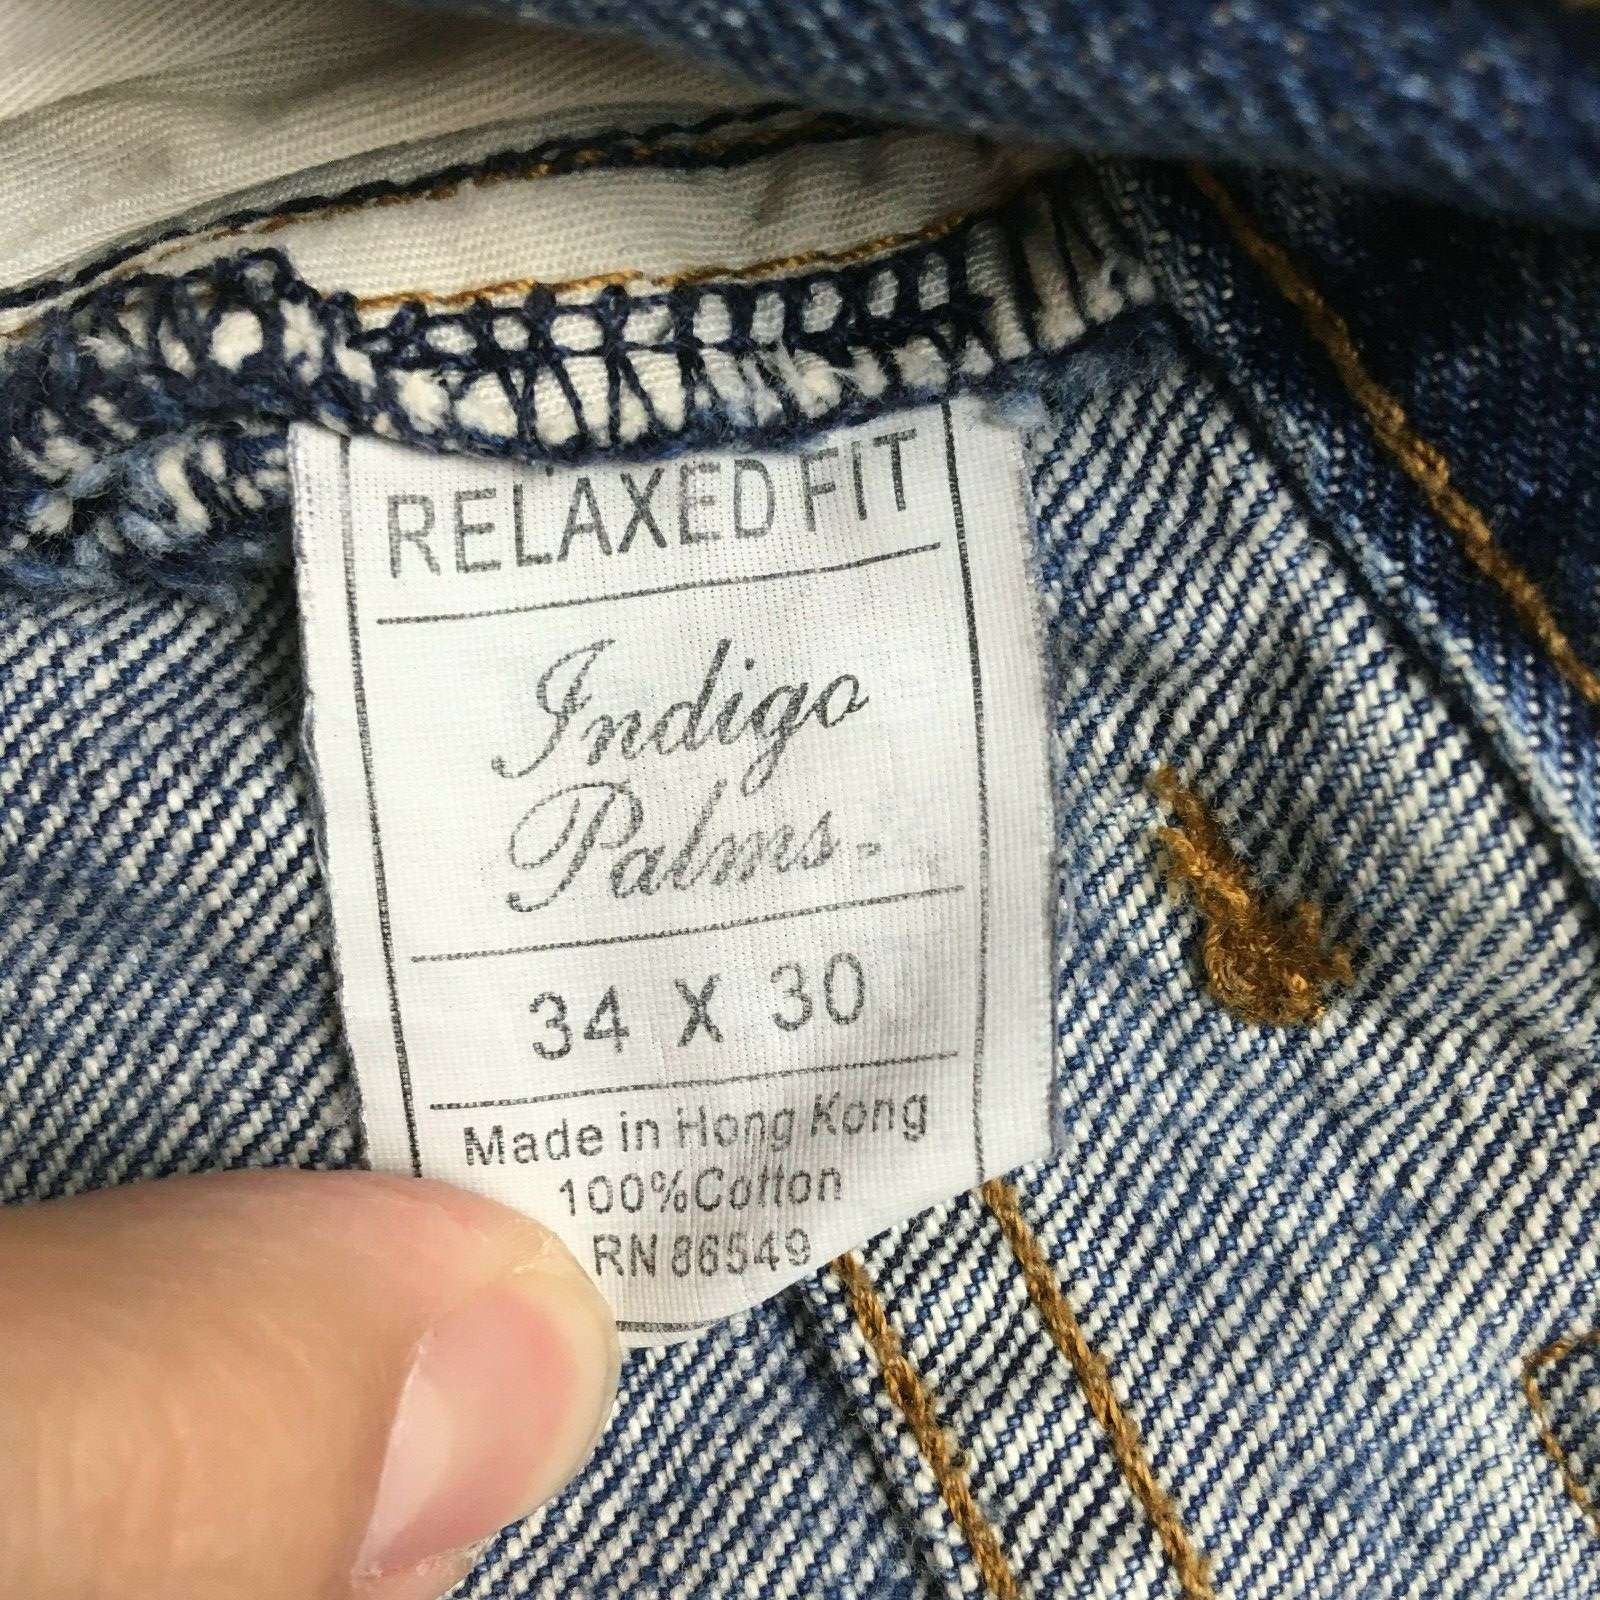 RELAXED FIT
Indigo
Palms
34 X 30
Made in Hong Kong
100%Cotton
RN 86549